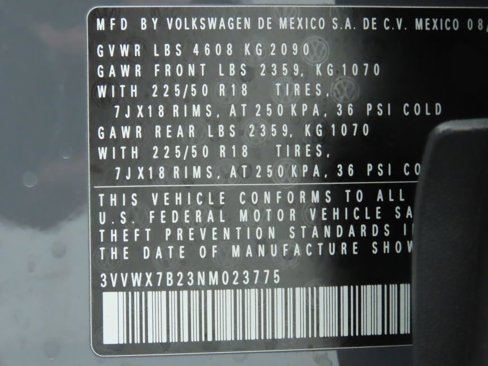 MFD BY VOLKSWAGEN DE MEXICO S.A. DE C.V. MEXICO 08/
GVWR LBS 4608 KG 2090
GAWR FRONT LBS 2359, KG 1070
WITH 225/50 R18 TIRES,
7JX18 RIMS, AT 250 KPA, 36 PSI COLD
GAWR REAR LBS 2359, KG 1070
WITH 225/50 R18 TIRES,
7JX18 RIMS, AT 250 KPA, 36 PSI CO
THIS VEHICLE CONFORMS TO ALL
U.S. FEDERAL MOTOR VEHICLE SA
THEFT PREVENTION STANDARDS I
THE DATE OF MANUFACTURE SHOW
3VVWX7B23NM023775